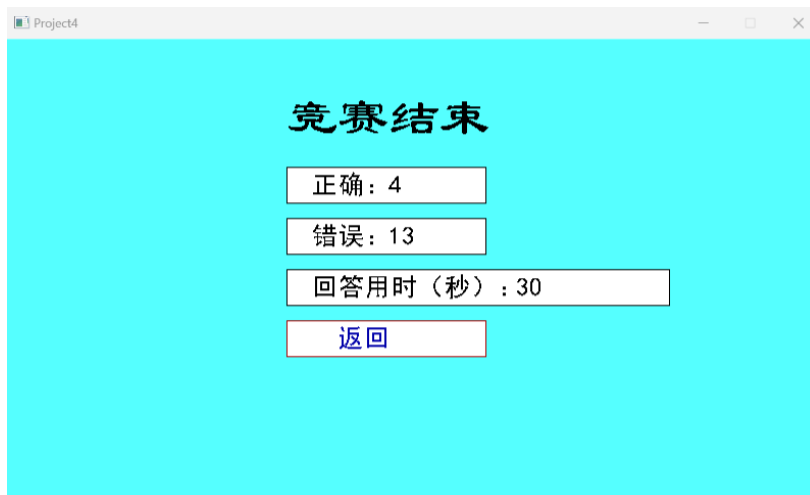 Project4
竞赛结束
正确：4
错误：13
回答用时（秒）:30
返回